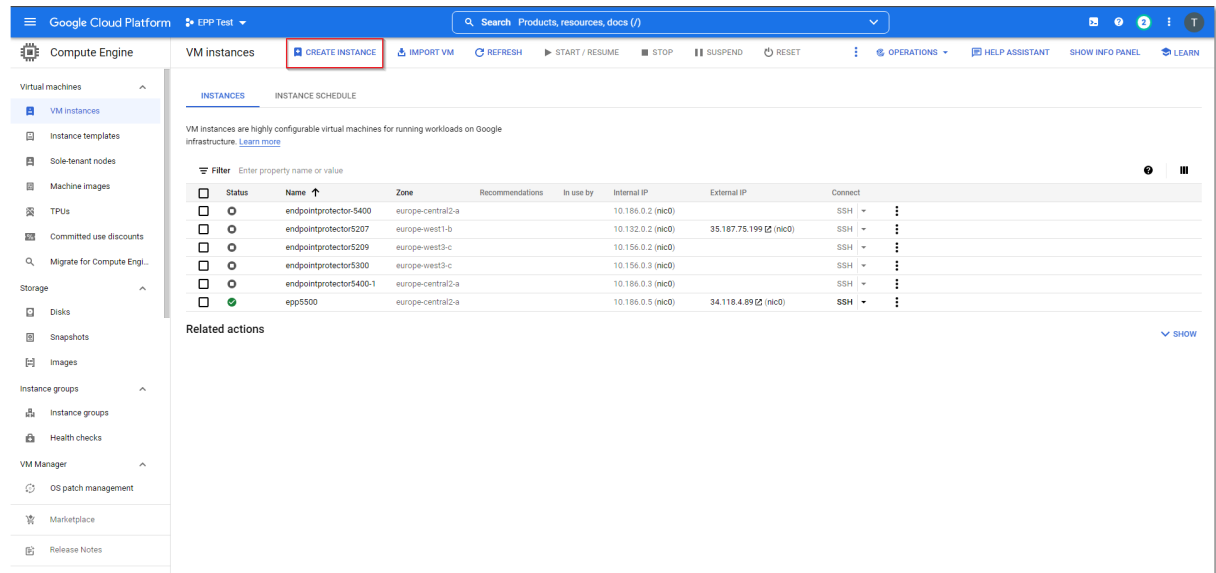 Google Cloud Platform EPP Test Search Products, resources, docs (/) 2 T
Compute Engine VM instances CREATE INSTANCE IMPORT VM REFRESH START / RESUME STOP SUSPEND RESET OPERATIONS HELP ASSISTANT SHOW INFO PANEL LEARN
Virtual machines
VM instances
Instance templates
Sole-tenant nodes
Machine images
TPUs
Committed use discounts
Migrate for Compute Engi...
Storage
Disks
Snapshots
Images
Instance groups
Instance groups
Health checks
VM Manager
OS patch management
Marketplace
Release Notes
INSTANCES INSTANCE SCHEDULE
VM instances are highly configurable virtual machines for running workloads on Google
infrastructure. Learn more
Filter Enter property name or value
Status Name Zone Recommendations In use by Internal IP External IP Connect
endpointprotector-5400 europe-central2-a 10.186.0.2 (nic0) SSH
endpointprotector5207 europe-west1-b 10.132.0.2 (nic0) 35.187.75.199 (nic0) SSH
endpointprotector5209 europe-west3-c 10.156.0.2 (nic0) SSH
endpointprotector5300 europe-west3-c 10.156.0.3 (nic0) SSH
endpointprotector5400-1 europe-central2-a 10.186.0.3 (nic0) SSH
epp5500 europe-central2-a 10.186.0.5 (nic0) 34.118.4.89 (nic0) SSH
Related actions
SHOW